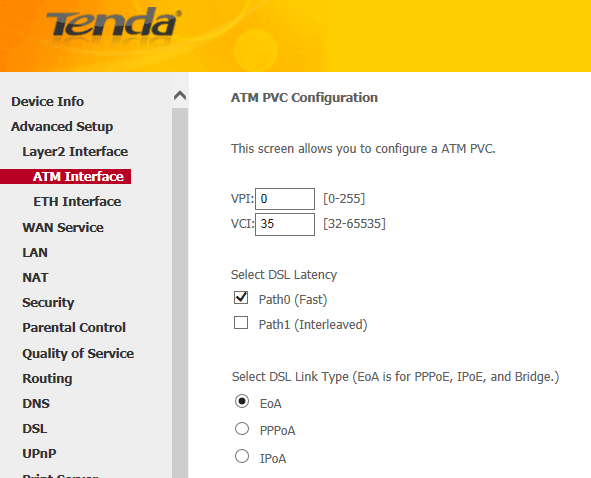 Tenda®
Device Info
Advanced Setup
Layer2 Interface
ATM Interface
ETH Interface
WAN Service
LAN
NAT
Security
Parental Control
Quality of Service
Routing
DNS
DSL
UPnP
Print Server
ATM PVC Configuration
This screen allows you to configure a ATM PVC.
VPI: 0 [0-255]
VCI: 35 [32-65535]
Select DSL Latency
Path0 (Fast)
Path1 (Interleaved)
Select DSL Link Type (EoA is for PPPoE, IPoE, and Bridge.)
EoA
PPPoA
IPoA